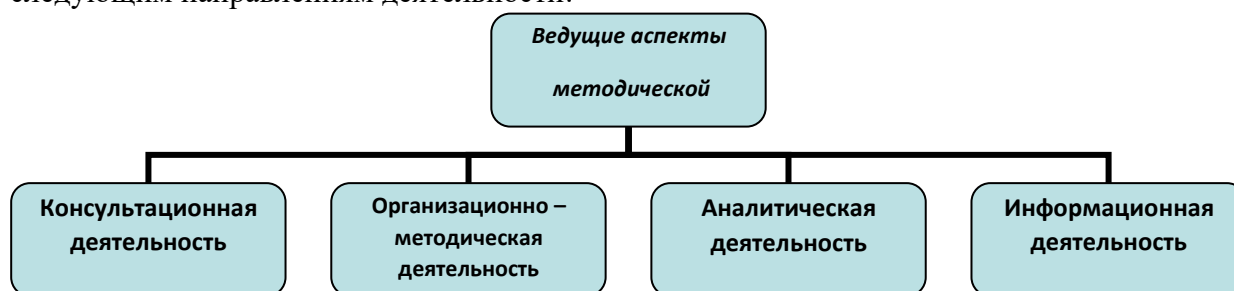 следующим направлениям деятельности:
Ведущие аспекты
методической
Консультационная
деятельность
Организационно –
методическая
деятельность
Аналитическая
деятельность
Информационная
деятельность